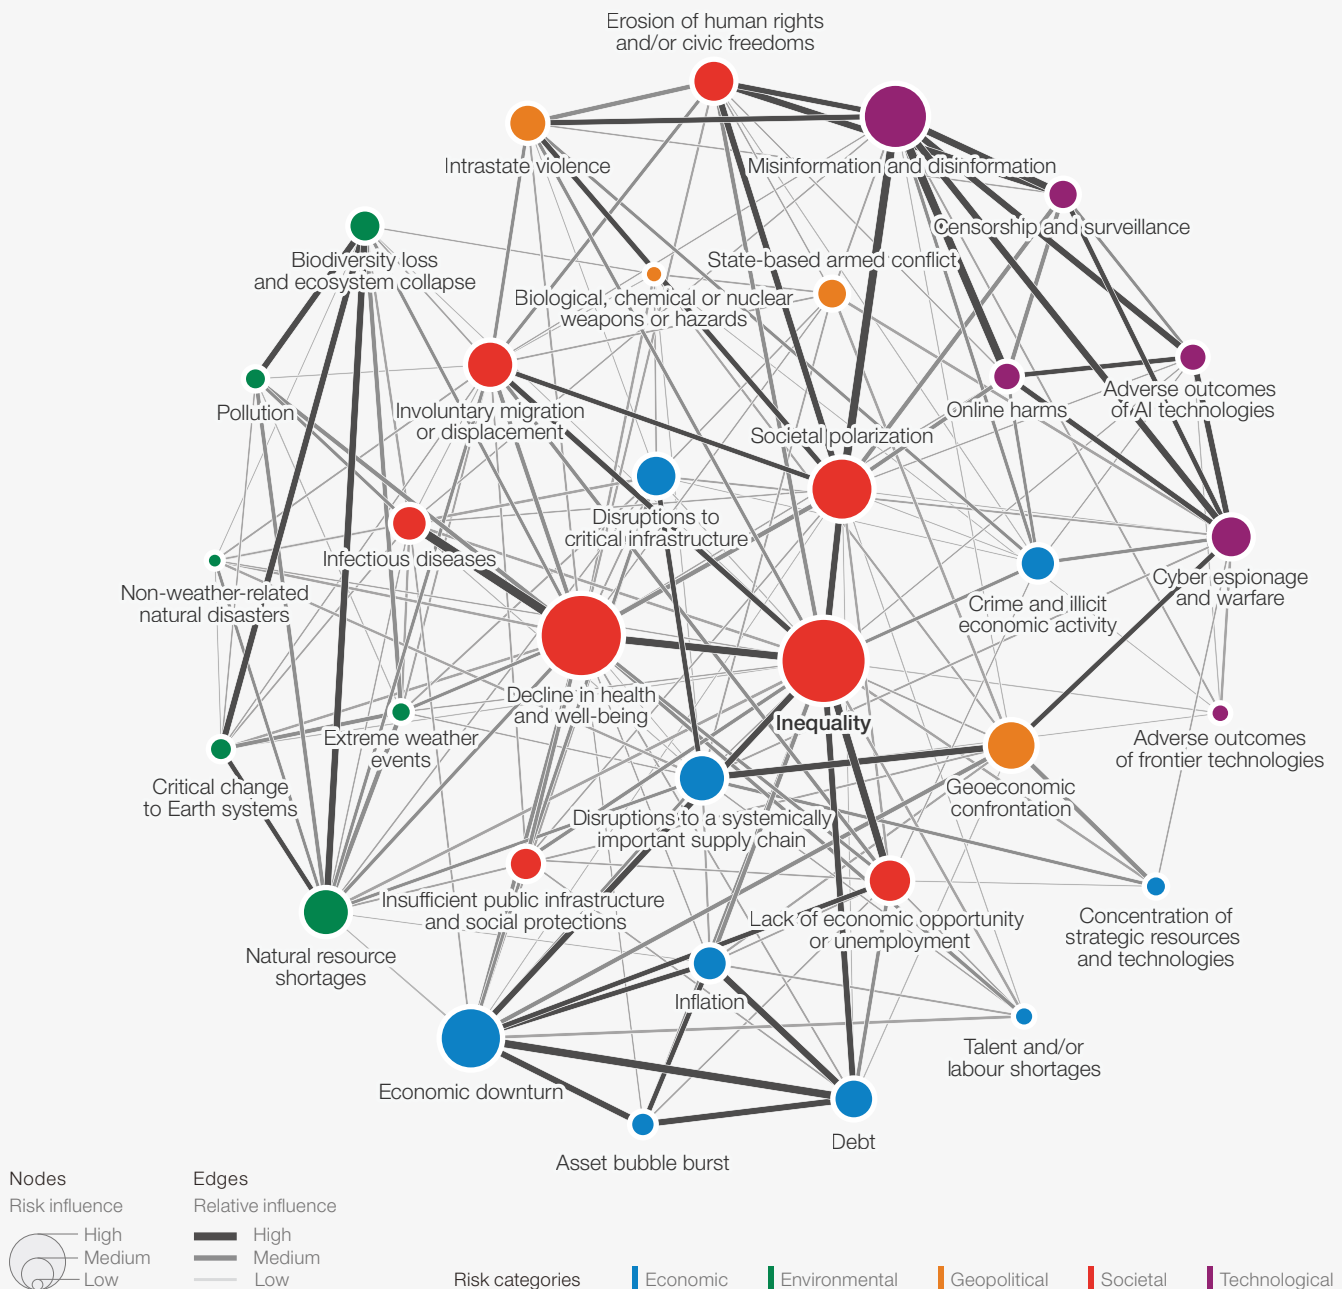 Erosion of human rights
and/or civic freedoms
Intrastate violence
Misinformation and disinformation
Censorship and surveillance
Biodiversity loss
and ecosystem collapse
State-based armed conflict
Biological, chemical or nuclear
weapons or hazards
Pollution
Involuntary migration
or displacement
Online harms
Adverse outcomes
of AI technologies
Societal polarization
Disruptions to
critical infrastructure
Infectious diseases
Non-weather-related
natural disasters
Crime and illicit
economic activity
Cyber espionage
and warfare
Decline in health
and well-being
Inequality
Extreme weather
events
Adverse outcomes
of frontier technologies
Critical change
to Earth systems
Geoeconomic
confrontation
Disruptions to a systemically
important supply chain
Insufficient public infrastructure
and social protections
Lack of economic opportunity
or unemployment
Concentration of
strategic resources
and technologies
Natural resource
shortages
Inflation
Talent and/or
labour shortages
Economic downturn
Debt
Asset bubble burst
Nodes
Risk influence
High
Medium
Low
Edges
Relative influence
High
Medium
Low
Risk categories
Economic
Environmental
Geopolitical
Societal
Technological